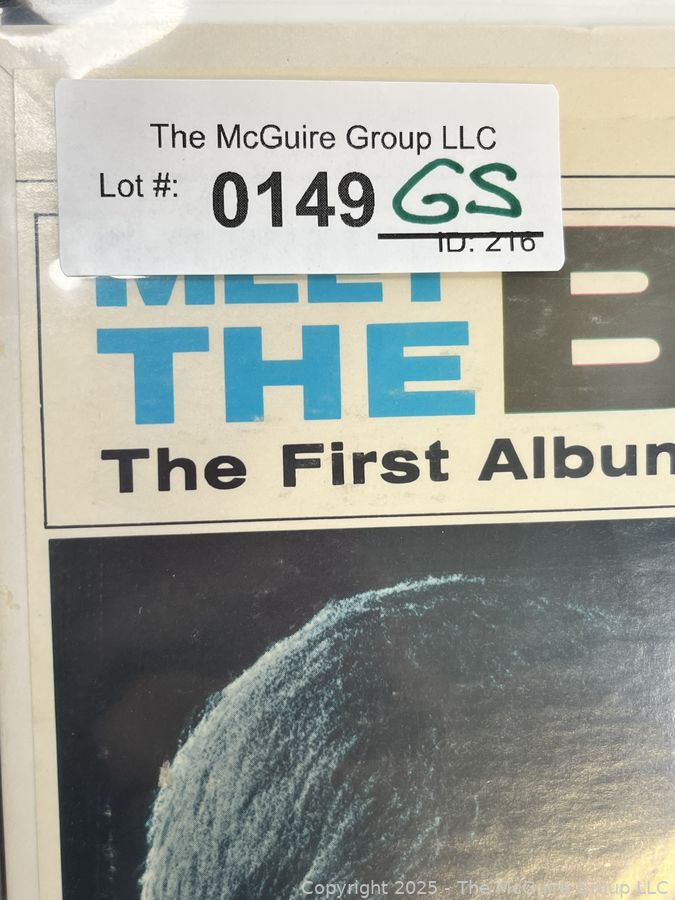 The McGuire Group LLC
Lot #: 0149 GS
ID: 216
MEET
THE B
The First Album
Copyright 2025 - The McGuire Group LLC